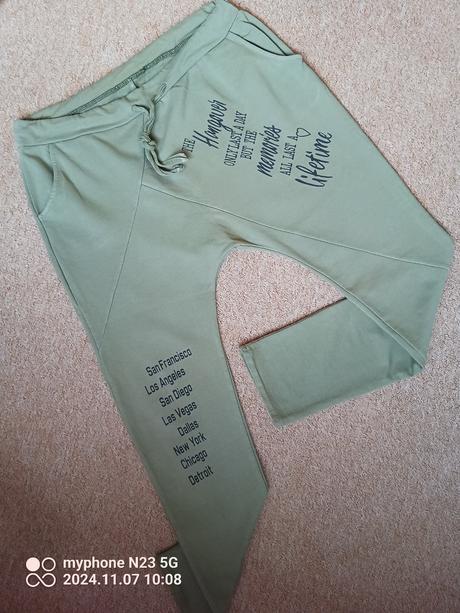 THE Hangover
ONLY LAST A DAY
BUT THE
memories
ALL LAST A
lifetime
San Francisco
Los Angeles
San Diego
Las Vegas
Dallas
New York
Chicago
Detroit
myphone N23 5G
2024.11.07 10:08